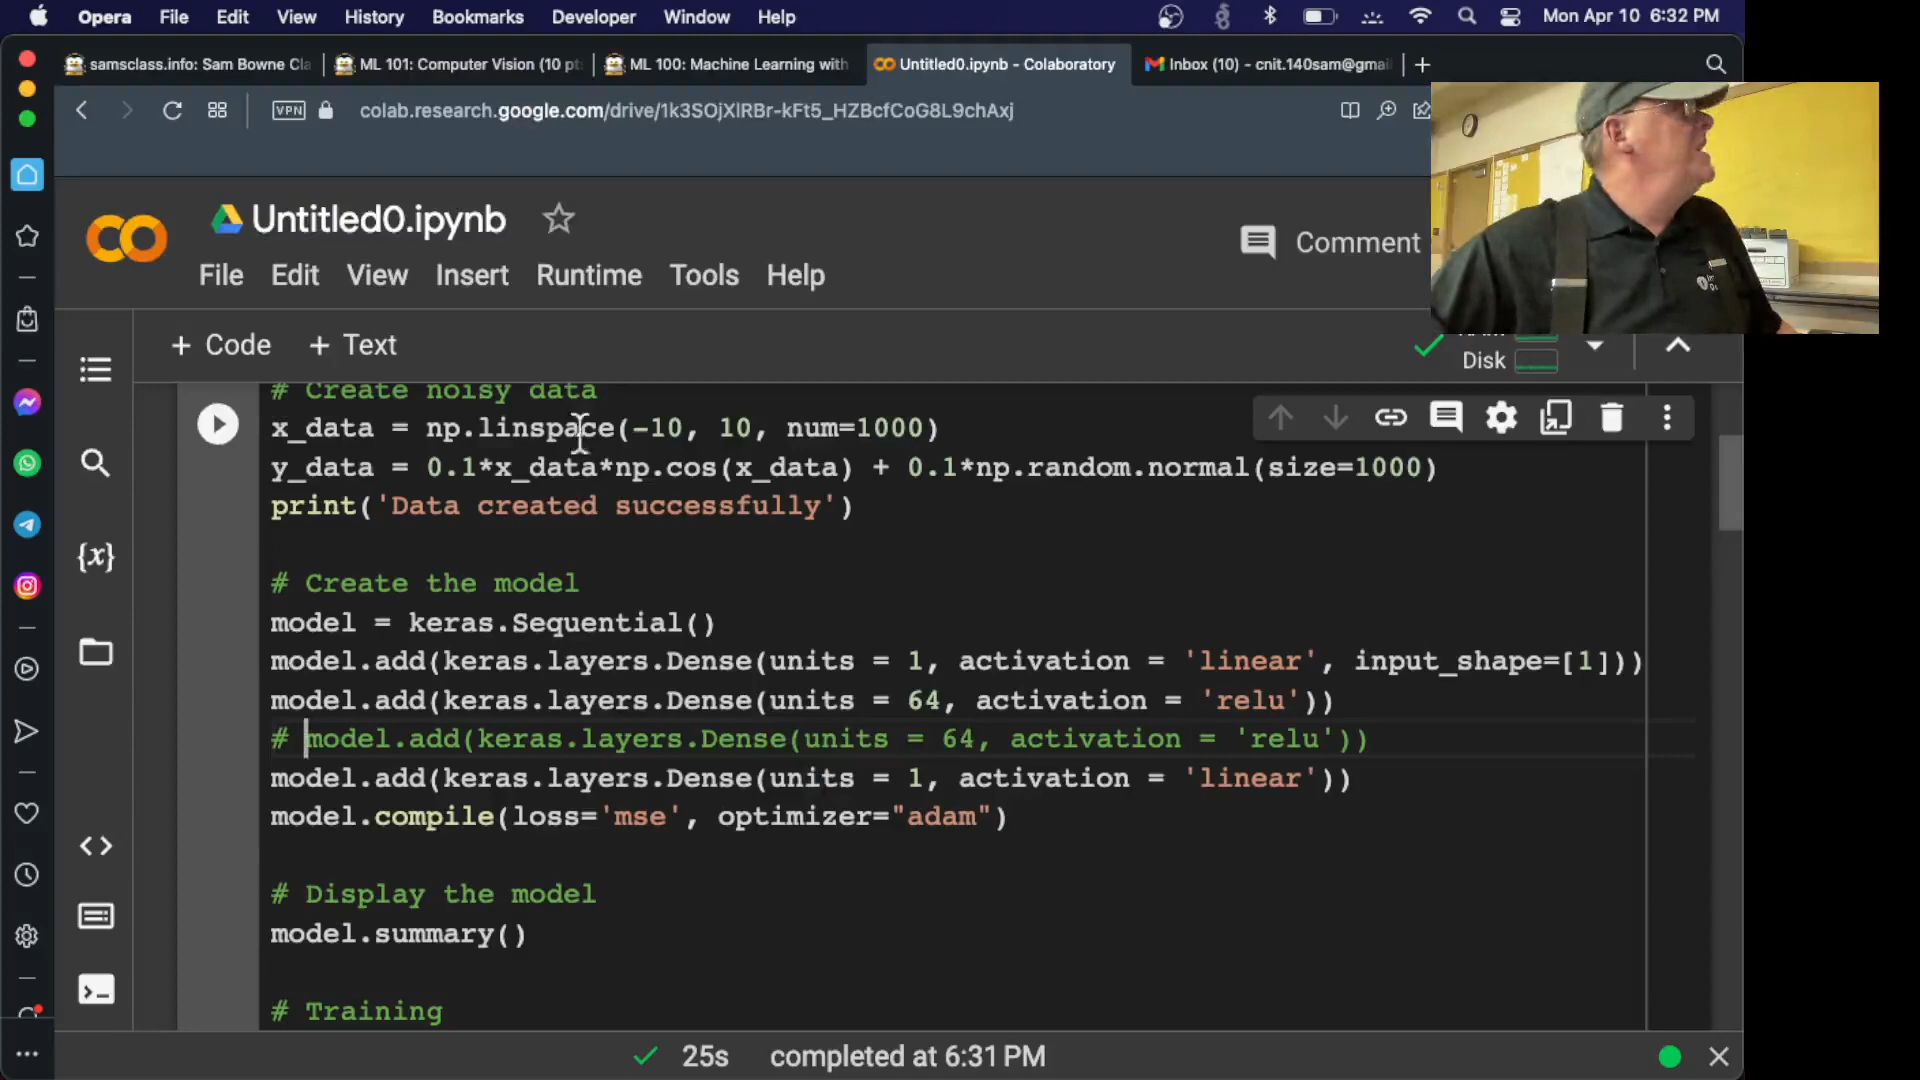 Opera File Edit View History Bookmarks Developer Window Help Mon Apr 10 6:32 PM
samsclass.info: Sam Bowne Cla ML 101: Computer Vision (10 pt ML 100: Machine Learning with Untitled0.ipynb - Colaboratory Inbox (10) - cnit.140sam@gmai
VPN colab.research.google.com/drive/1k3SOjXlRBr-kFt5_HZBcfCoG8L9chAxj
Untitled0.ipynb
Comment
File Edit View Insert Runtime Tools Help
+ Code + Text
Disk
# Create noisy data
x_data = np.linspace(-10, 10, num=1000)
y_data = 0.1*x_data*np.cos(x_data) + 0.1*np.random.normal(size=1000)
print('Data created successfully')
# Create the model
model = keras.Sequential()
model.add(keras.layers.Dense(units = 1, activation = 'linear', input_shape=[1]))
model.add(keras.layers.Dense(units = 64, activation = 'relu'))
# model.add(keras.layers.Dense(units = 64, activation = 'relu'))
model.add(keras.layers.Dense(units = 1, activation = 'linear'))
model.compile(loss='mse', optimizer="adam")
# Display the model
model.summary()
# Training
25s completed at 6:31 PM